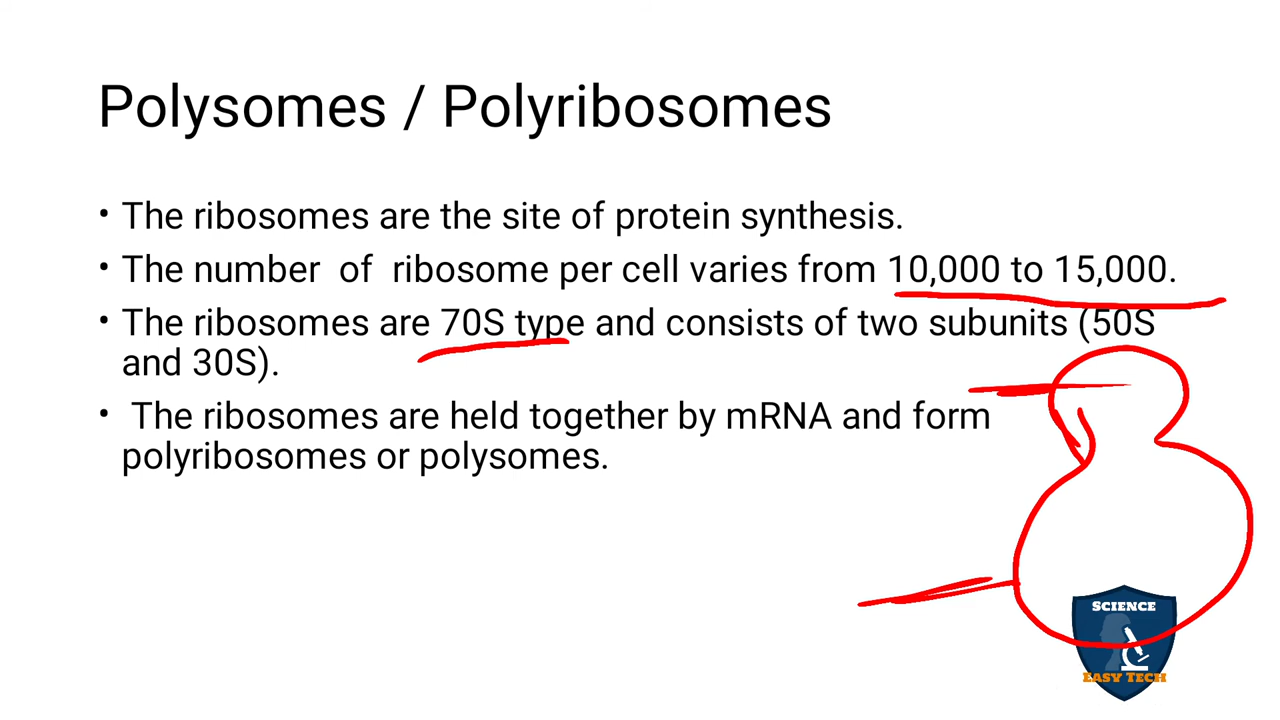 Polysomes / Polyribosomes
• The ribosomes are the site of protein synthesis.
• The number of ribosome per cell varies from 10,000 to 15,000.
• The ribosomes are 70S type and consists of two subunits (50S
and 30S).
• The ribosomes are held together by mRNA and form
polyribosomes or polysomes.
SCIENCE
EASY TECH